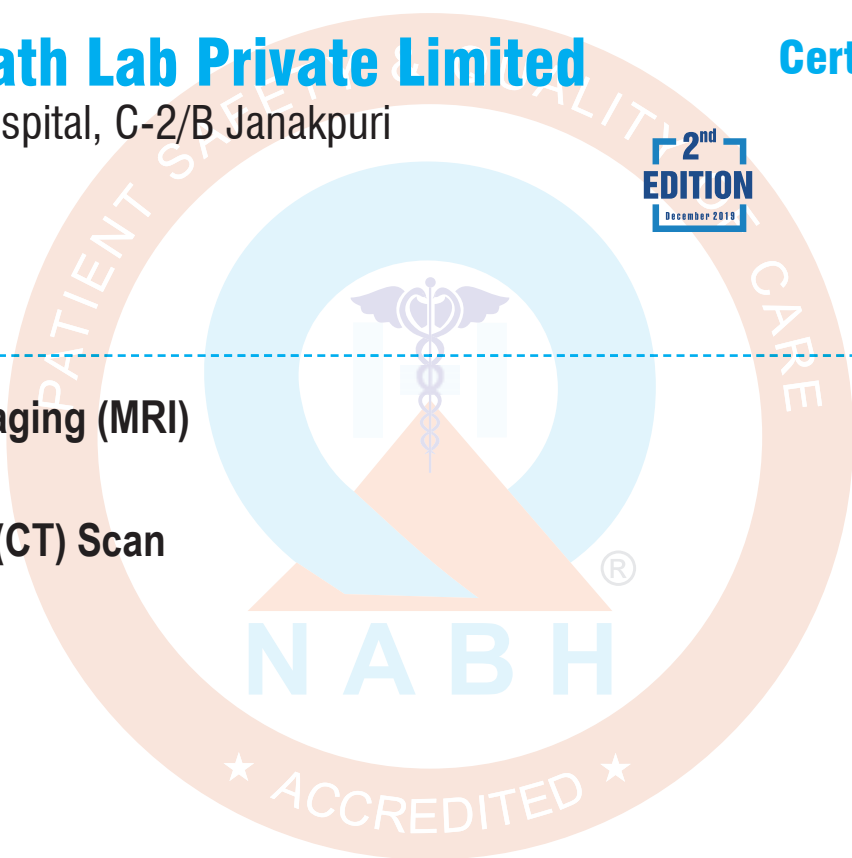 ath Lab Private Limited
Cert
spital, C-2/B Janakpuri
2nd
EDITION
December 2019
PATIENT SAFETY & QUALITY OF CARE
aging (MRI)
(CT) Scan
®
NABH
★ ACCREDITED ★